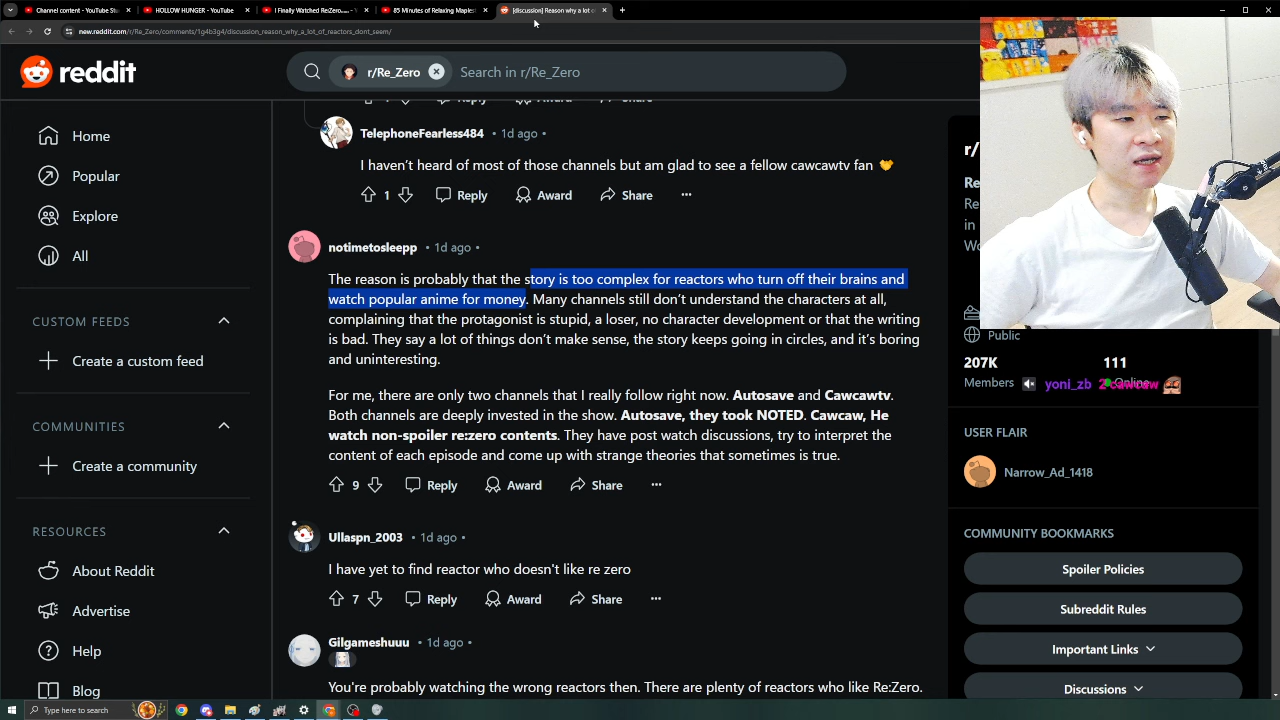 Channel content - YouTube Stu
HOLLOW HUNGER - YouTube
I Finally Watched Re:Zero..... - Y
85 Minutes of Relaxing Maples
[discussion] Reason why a lot o
new.reddit.com/r/Re_Zero/comments/1g4b3g4/discussion_reason_why_a_lot_of_reactors_dont_seem/
reddit
r/Re_Zero
Search in r/Re_Zero
Reply
Award
Share
Home
Popular
Explore
All
CUSTOM FEEDS
Create a custom feed
COMMUNITIES
Create a community
RESOURCES
About Reddit
Advertise
Help
Blog
TelephoneFearless484 • 1d ago •
I haven't heard of most of those channels but am glad to see a fellow cawcawtv fan
1 Reply Award Share
notimetosleepp • 1d ago •
The reason is probably that the story is too complex for reactors who turn off their brains and
watch popular anime for money. Many channels still don't understand the characters at all,
complaining that the protagonist is stupid, a loser, no character development or that the writing
is bad. They say a lot of things don't make sense, the story keeps going in circles, and it's boring
and uninteresting.
For me, there are only two channels that I really follow right now. Autosave and Cawcawtv.
Both channels are deeply invested in the show. Autosave, they took NOTED. Cawcaw, He
watch non-spoiler re:zero contents. They have post watch discussions, try to interpret the
content of each episode and come up with strange theories that sometimes is true.
9 Reply Award Share
Ullaspn_2003 • 1d ago •
I have yet to find reactor who doesn't like re zero
7 Reply Award Share
Gilgameshuuu • 1d ago •
You're probably watching the wrong reactors then. There are plenty of reactors who like Re:Zero.
r/
Re
Re
in
Wo
Public
207K
Members
111
Online
yoni_zb
USER FLAIR
Narrow_Ad_1418
COMMUNITY BOOKMARKS
Spoiler Policies
Subreddit Rules
Important Links
Discussions
Type here to search